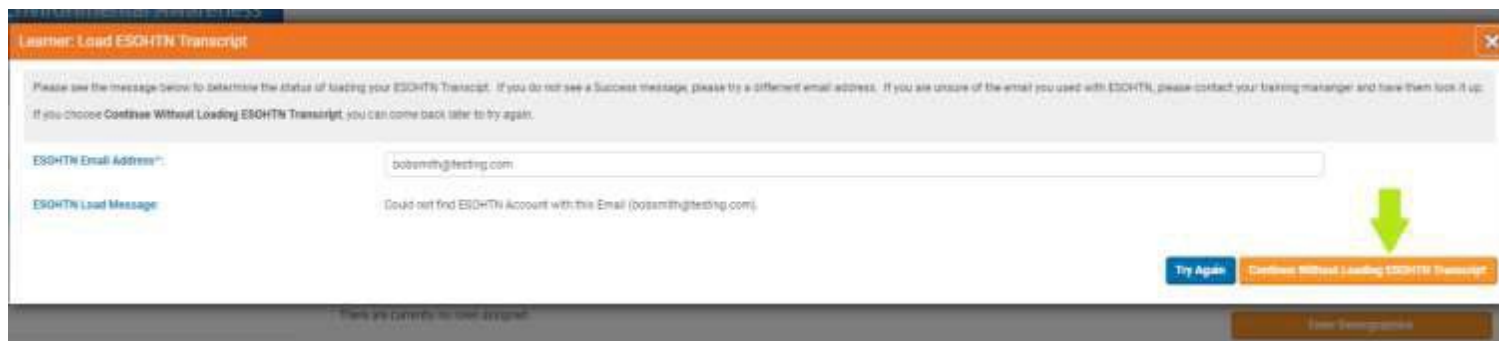 Environmental Awareness
Learner: Load ESOHTN Transcript
Please see the message below to determine the status of loading your ESOHTN Transcript. If you do not see a Success message, please try a different email address. If you are unsure of the email you used with ESOHTN, please contact your training mananger and have them look it up.
If you choose Continue Without Loading ESOHTN Transcript, you can come back later to try again.
ESOHTN Email Address*: bobsmith@testing.com
ESOHTN Load Message: Could not find ESOHTN Account with this Email (bobsmith@testing.com).
Try Again Continue Without Loading ESOHTN Transcript
There are currently no roles assigned